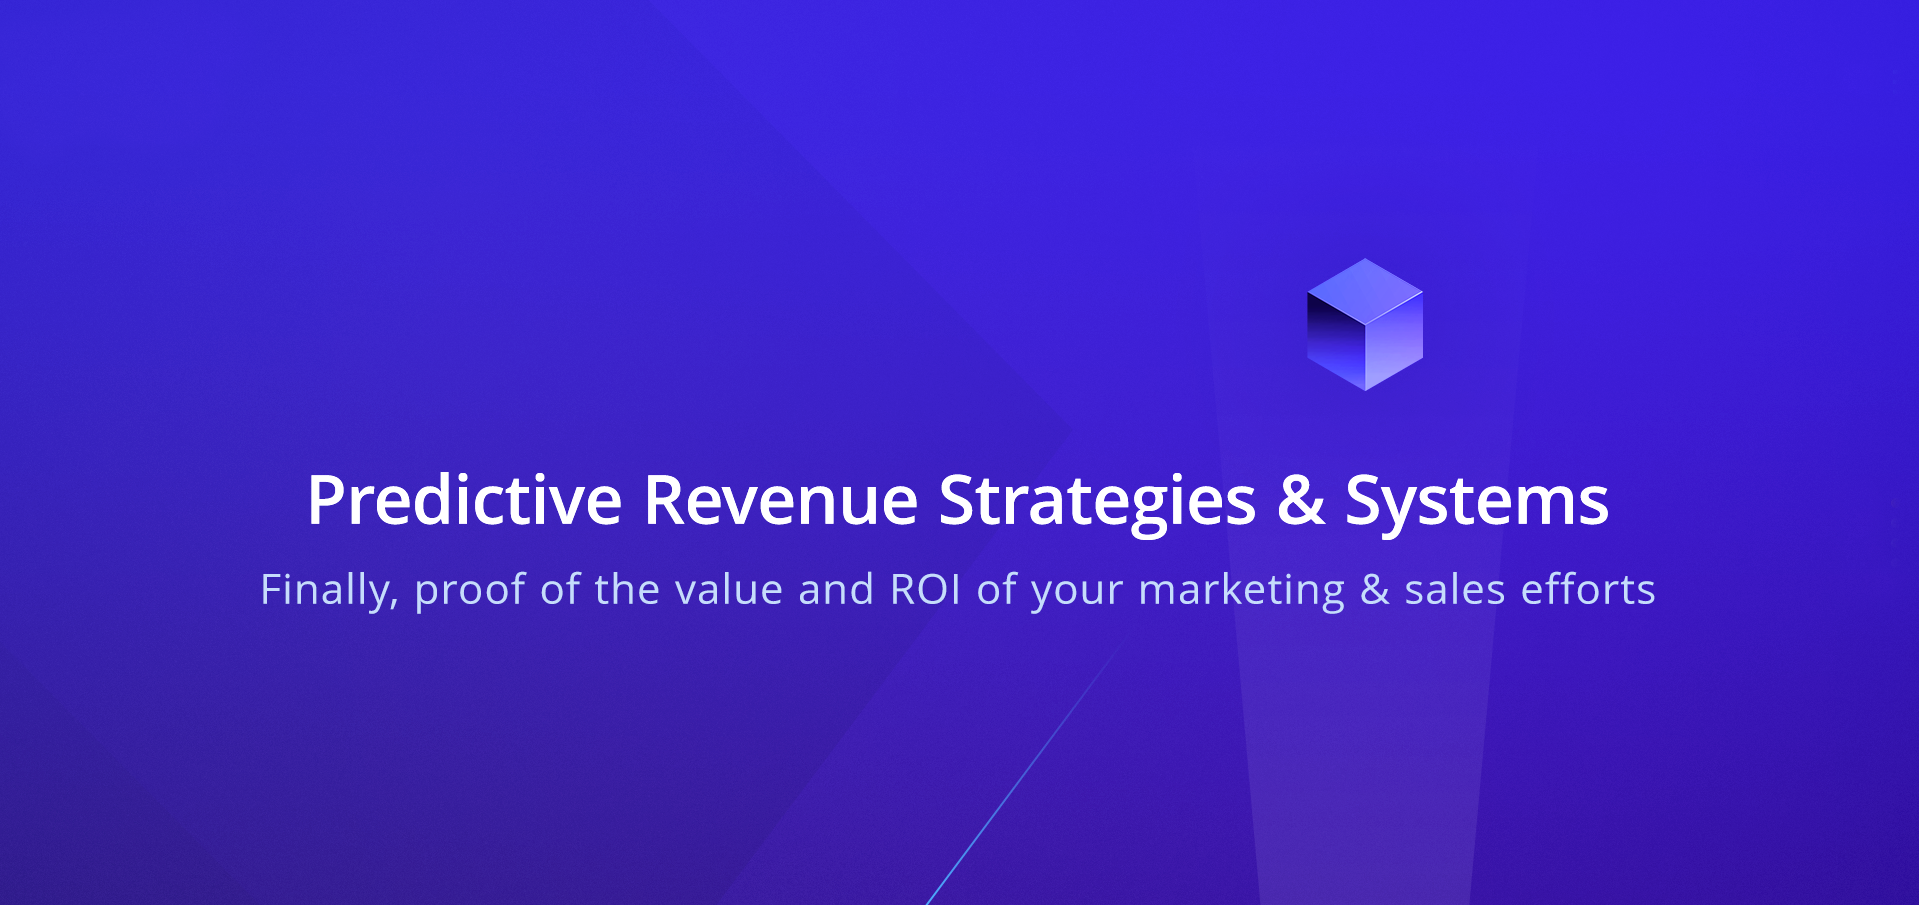 Predictive Revenue Strategies & Systems
Finally, proof of the value and ROI of your marketing & sales efforts